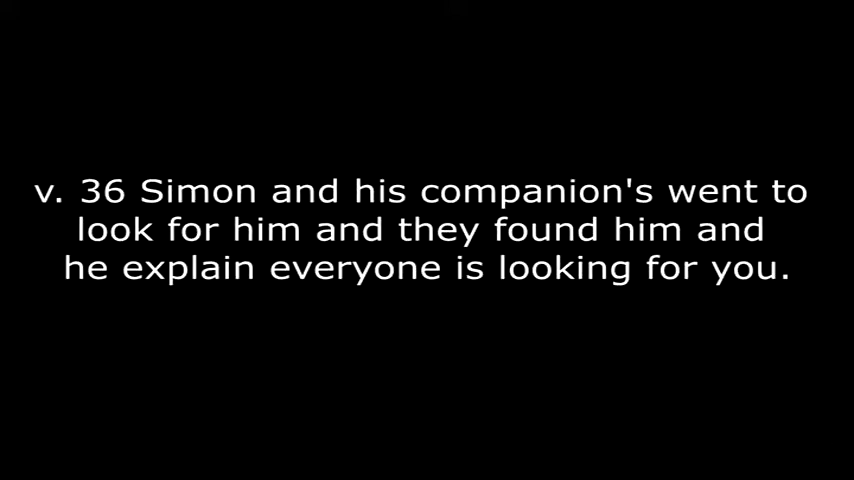 v. 36 Simon and his companion's went to
look for him and they found him and
he explain everyone is looking for you.